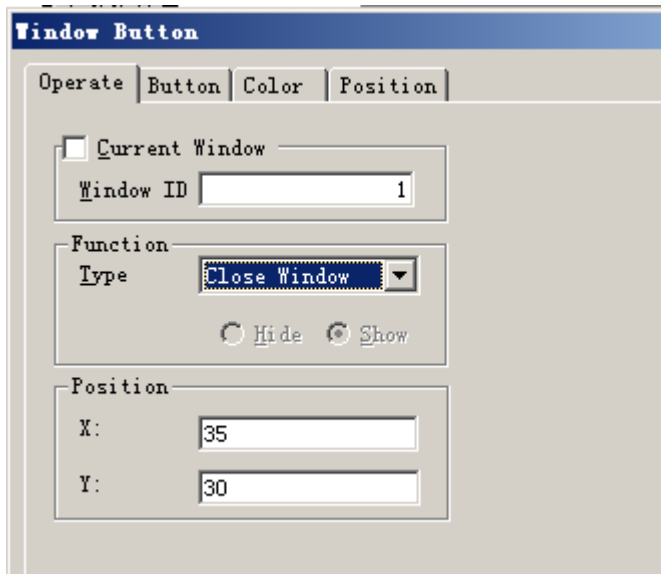 Window Button
Operate Button Color Position
Current Window
Window ID 1
Function
Type Close Window
Hide Show
Position
X: 35
Y: 30